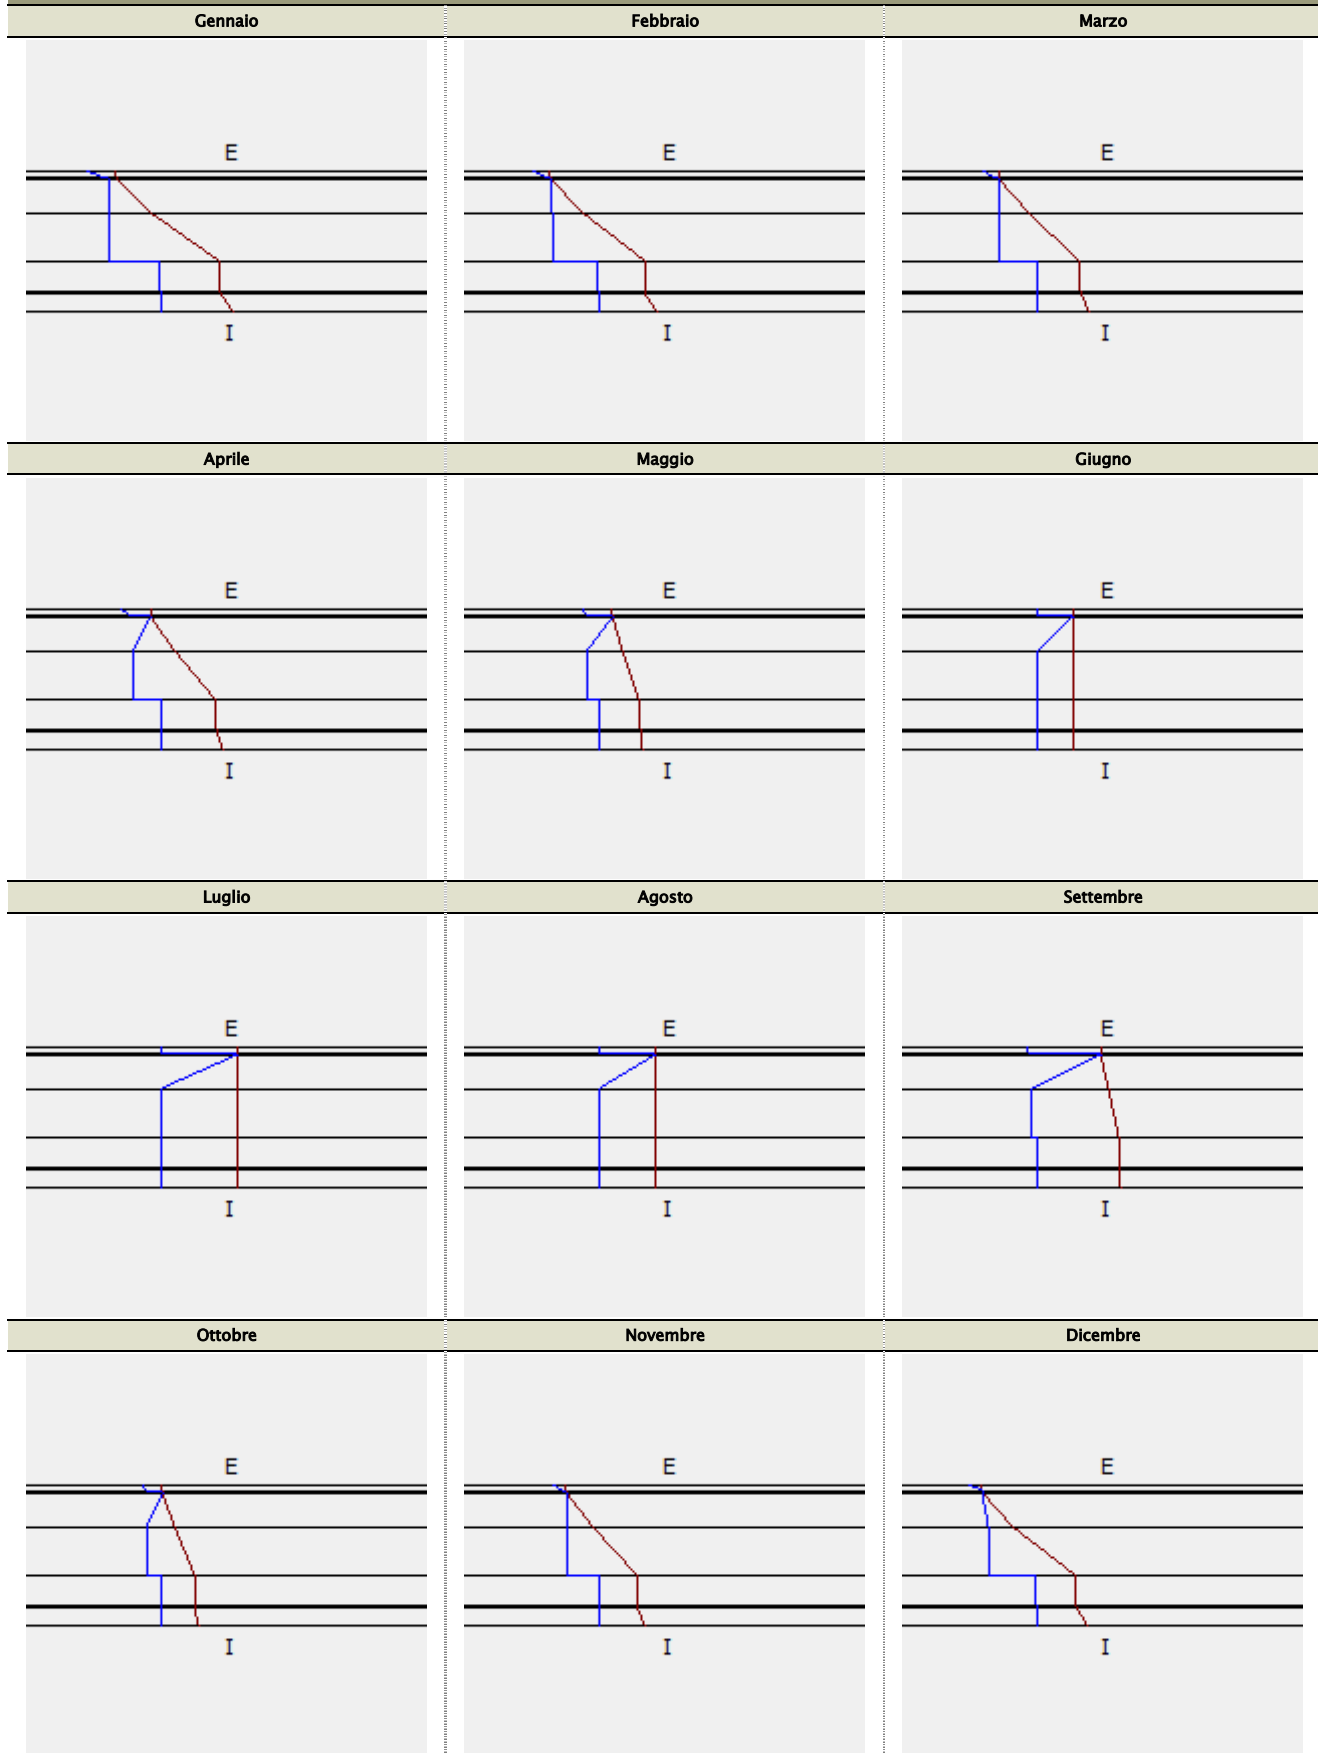 Gennaio Febbraio Marzo
E E E
I I I
Aprile Maggio Giugno
E E E
I I I
Luglio Agosto Settembre
E E E
I I I
Ottobre Novembre Dicembre
E E E
I I I